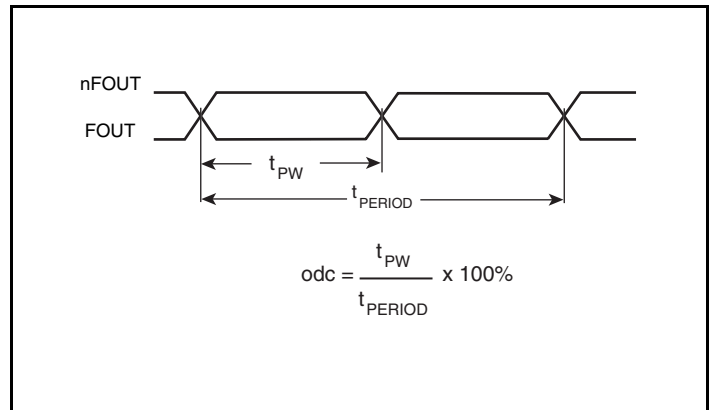 nFOUT
FOUT
tPW
tPERIOD
odc = tPW / tPERIOD x 100%